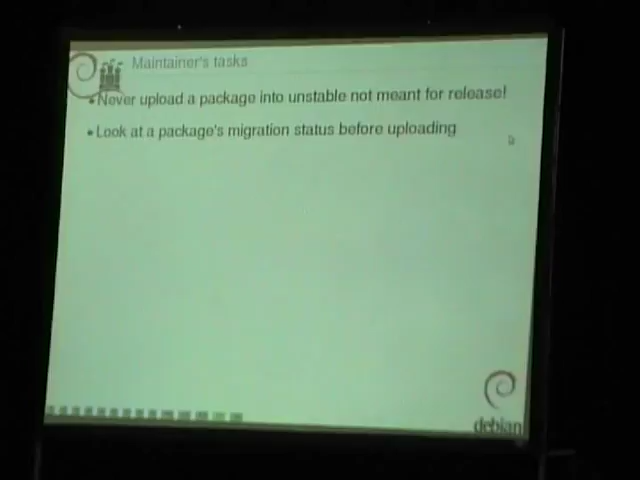 Maintainer's tasks
•Never upload a package into unstable not meant for release!
•Look at a package's migration status before uploading
debian